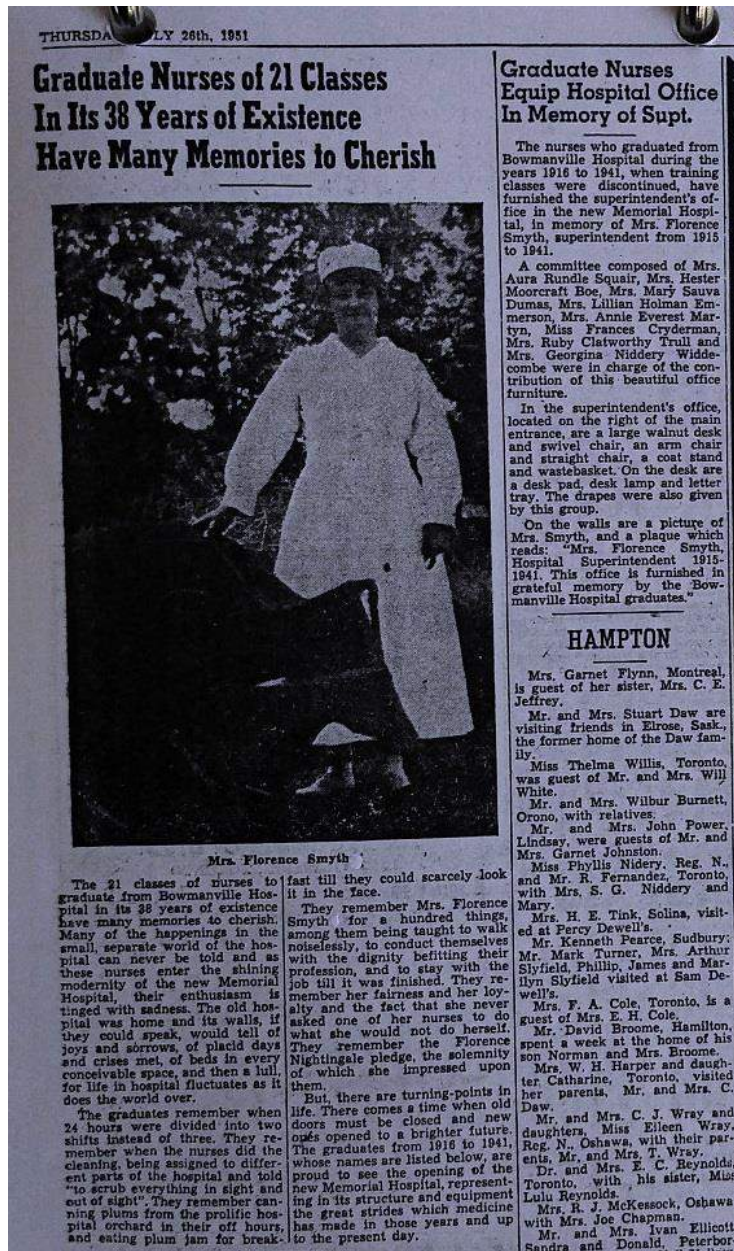 THURSDA LY 26th, 1951
Graduate Nurses of 21 Classes
In Its 38 Years of Existence
Have Many Memories to Cherish
Mrs. Florence Smyth
The 21 classes of nurses to
graduate from Bowmanville Hos-
pital in its 38 years of existence
have many memories to cherish.
Many of the happenings in the
small, separate world of the hos-
pital can never be told and as
these nurses enter the shining
modernity of the new Memorial
Hospital, their enthusiasm is
tinged with sadness. The old hos-
pital was home and its walls, if
they could speak, would tell of
joys and sorrows, of placid days
and crises met, of beds in every
conceivable space, and then a lull,
for life in hospital fluctuates as it
does the world over.
The graduates remember when
24 hours were divided into two
shifts instead of three. They re-
member when the nurses did the
cleaning, being assigned to differ-
ent parts of the hospital and told
"to scrub everything in sight and
out of sight". They remember can-
ning plums from the prolific hos-
pital orchard in their off hours,
and eating plum jam for break-
fast till they could scarcely look
it in the face.
They remember Mrs. Florence
Smyth for a hundred things,
among them being taught to walk
noiselessly, to conduct themselves
with the dignity befitting their
profession, and to stay with the
job till it was finished. They re-
member her fairness and her loy-
alty and the fact that she never
asked one of her nurses to do
what she would not do herself.
They remember the Florence
Nightingale pledge, the solemnity
of which she impressed upon
them.
But, there are turning-points in
life. There comes a time when old
doors must be closed and new
ones opened to a brighter future.
The graduates from 1916 to 1941,
whose names are listed below, are
proud to see the opening of the
new Memorial Hospital, represent-
ing in its structure and equipment
the great strides which medicine
has made in those years and up
to the present day.
Graduate Nurses
Equip Hospital Office
In Memory of Supt.
The nurses who graduated from
Bowmanville Hospital during the
years 1916 to 1941, when training
classes were discontinued, have
furnished the superintendent's of-
fice in the new Memorial Hospi-
tal, in memory of Mrs. Florence
Smyth, superintendent from 1915
to 1941.
A committee composed of Mrs.
Aura Rundle Squair, Mrs. Hester
Moorcraft Boe, Mrs. Mary Sauva
Dumas, Mrs. Lillian Holman Em-
merson, Mrs. Annie Everest Mar-
tyn, Miss Frances Cryderman,
Mrs. Ruby Clatworthy Trull and
Mrs. Georgina Niddery Widde-
combe were in charge of the con-
tribution of this beautiful office
furniture.
In the superintendent's office,
located on the right of the main
entrance, are a large walnut desk
and swivel chair, an arm chair
and straight chair, a coat stand
and wastebasket. On the desk are
a desk pad, desk lamp and letter
tray. The drapes were also given
by this group.
On the walls are a picture of
Mrs. Smyth, and a plaque which
reads: "Mrs. Florence Smyth,
Hospital Superintendent 1915-
1941. This office is furnished in
grateful memory by the Bow-
manville Hospital graduates."
HAMPTON
Mrs. Garnet Flynn, Montreal,
is guest of her sister, Mrs. C. E.
Jeffrey.
Mr. and Mrs. Stuart Daw are
visiting friends in Elrose, Sask.,
the former home of the Daw fam-
ily.
Miss Thelma Willis, Toronto,
was guest of Mr. and Mrs. Will
White.
Mr. and Mrs. Wilbur Burnett,
Orono, with relatives.
Mr. and Mrs. John Power,
Lindsay, were guests of Mr. and
Mrs. Garnet Johnston.
Miss Phyllis Nidery, Reg. N.,
and Mr. R. Fernandez, Toronto,
with Mrs. S. G. Niddery and
Mary.
Mrs. H. E. Tink, Solina, visit-
ed at Percy Dewell's.
Mr. Kenneth Pearce, Sudbury;
Mr. Mark Turner, Mrs. Arthur
Slyfield, Phillip, James and Mar-
ilyn Slyfield visited at Sam De-
well's.
Mrs. F. A. Cole, Toronto, is a
guest of Mrs. E. H. Cole.
Mr. David Broome, Hamilton,
spent a week at the home of his
son Norman and Mrs. Broome.
Mrs. W. H. Harper and daugh-
ter Catharine, Toronto, visited
her parents, Mr. and Mrs. C.
Daw.
Mr. and Mrs. C. J. Wray and
daughters, Miss Eileen Wray,
Reg. N., Oshawa, with their par-
ents, Mr. and Mrs. T. Wray.
Dr. and Mrs. E. C. Reynolds,
Toronto, with his sister, Miss
Lulu Reynolds.
Mrs. R. J. McKessock, Oshawa
with Mrs. Joe Chapman.
Mr. and Mrs. Ivan Ellicott
Sandra and Donald, Peterbor-